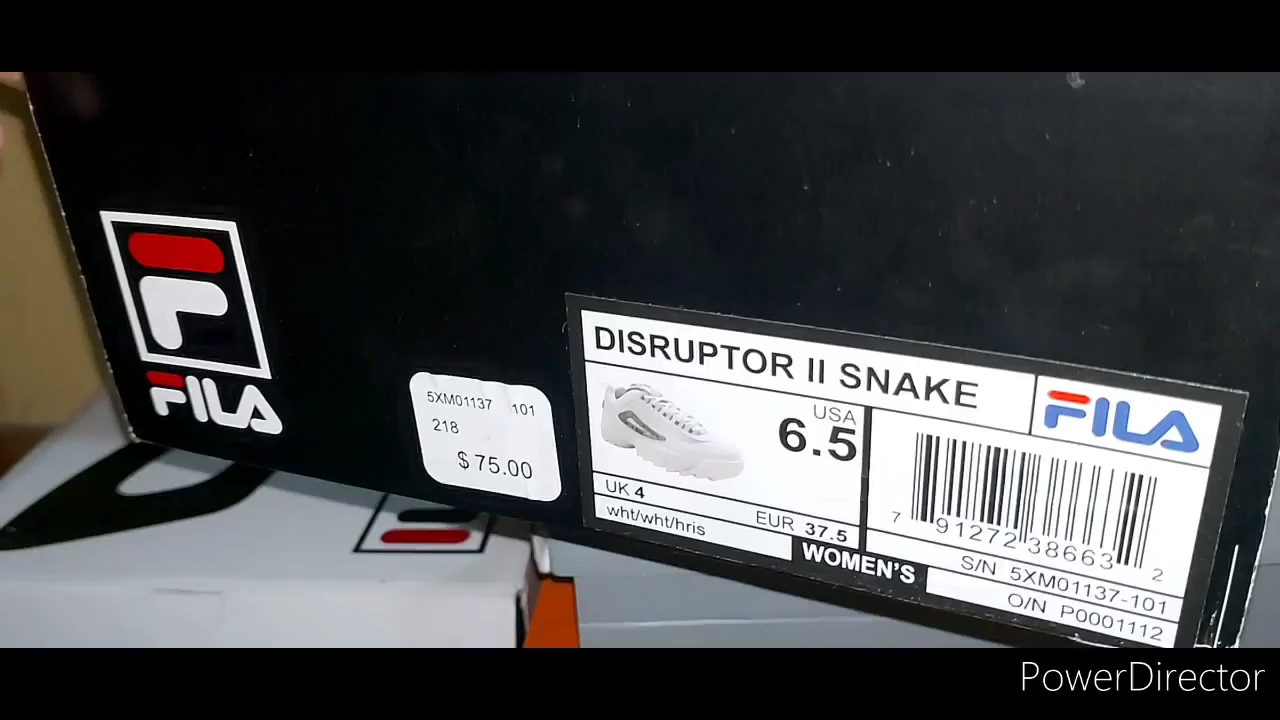 FILA
5XM01137 101
218
$ 75.00
DISRUPTOR II SNAKE
FILA
USA
6.5
UK 4
EUR 37.5
wht/wht/hris
WOMEN'S
7 91272 38663 2
S/N 5XM01137-101
O/N P0001112
PowerDirector